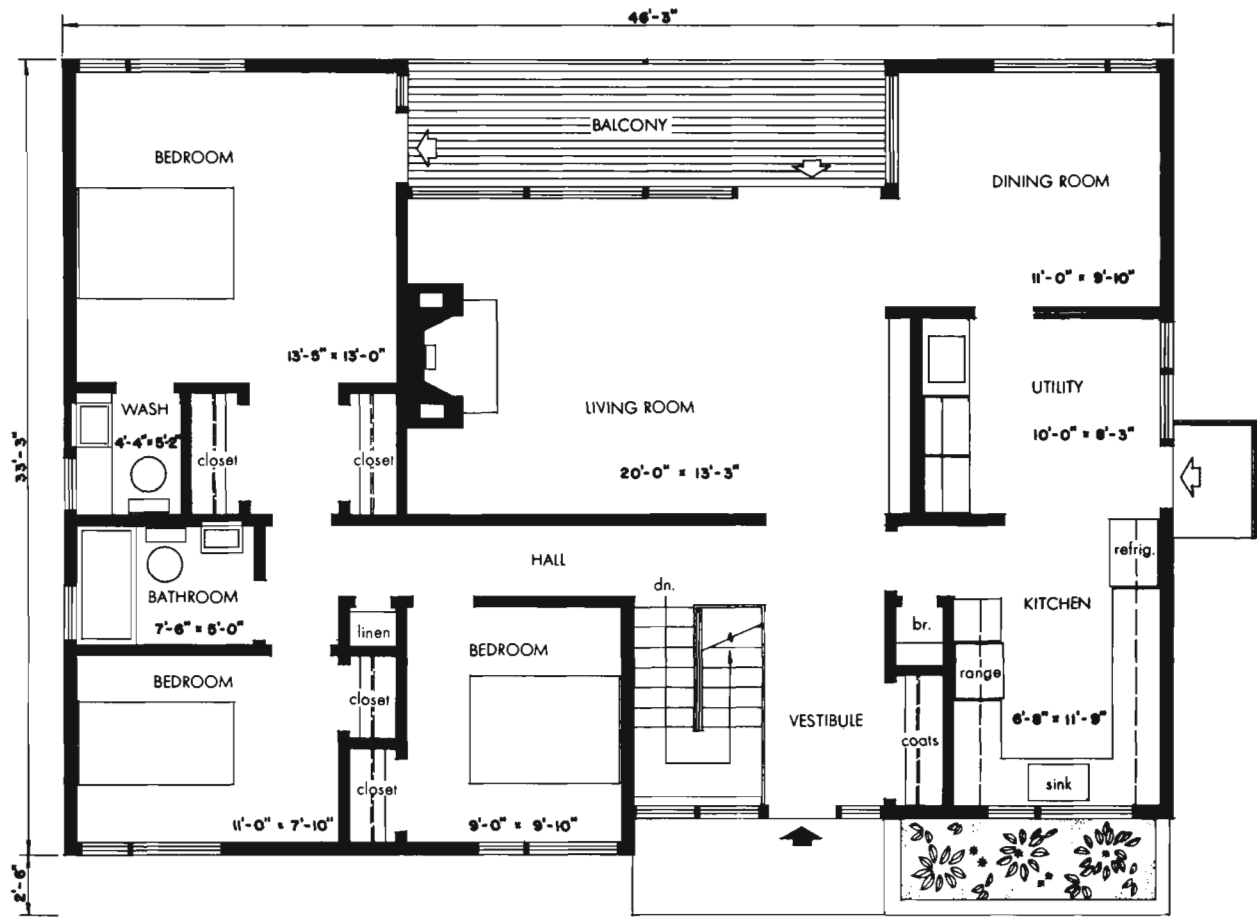 46'-3"
BALCONY
BEDROOM
DINING ROOM
11'-0" × 9'-10"
13'-5" × 13'-0"
UTILITY
WASH
LIVING ROOM
10'-0" × 8'-3"
4'-4" × 5'-2"
closet
closet
20'-0" × 13'-3"
33'-3"
refrig.
HALL
dn.
BATHROOM
KITCHEN
7'-6" × 5'-0"
linen
br.
BEDROOM
BEDROOM
range
closet
6'-8" × 11'-9"
VESTIBULE
coats
sink
closet
11'-0" × 7'-10"
9'-0" × 9'-10"
2'-6"